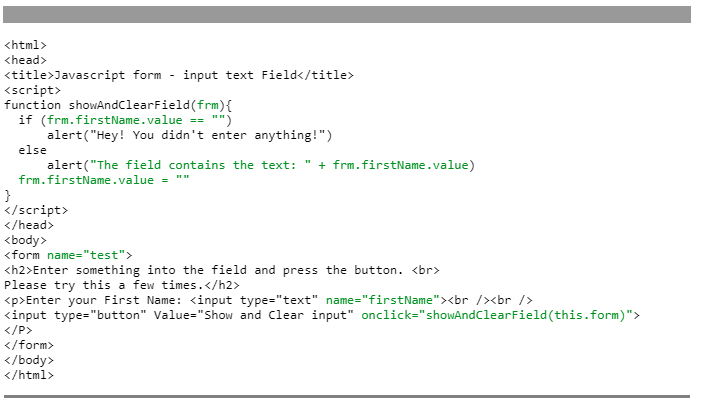 <html>
<head>
<title>Javascript form - input text Field</title>
<script>
function showAndClearField(frm){
  if (frm.firstName.value == "")
      alert("Hey! You didn't enter anything!")
  else
      alert("The field contains the text: " + frm.firstName.value)
  frm.firstName.value = ""
}
</script>
</head>
<body>
<form name="test">
<h2>Enter something into the field and press the button. <br>
Please try this a few times.</h2>
<p>Enter your First Name: <input type="text" name="firstName"><br /><br />
<input type="button" Value="Show and Clear input" onclick="showAndClearField(this.form)">
</P>
</form>
</body>
</html>